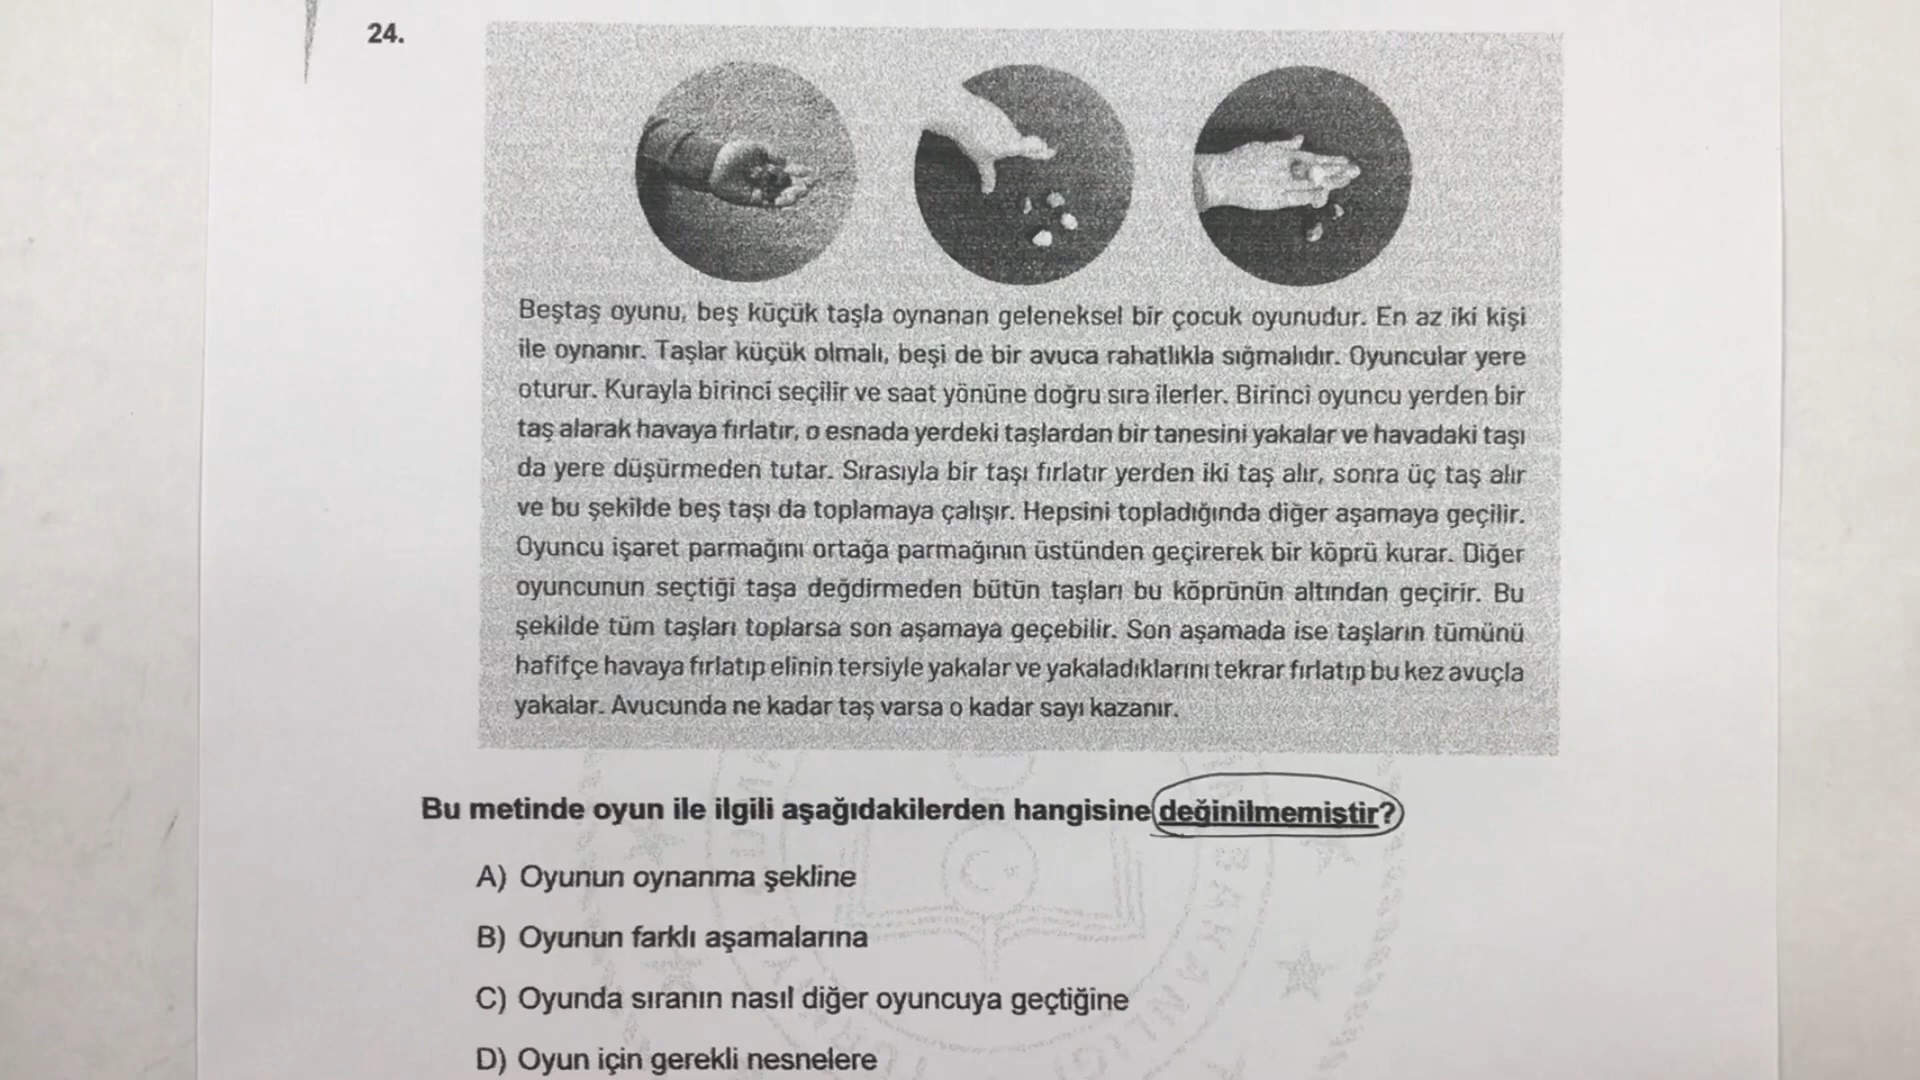 24.
Beştaş oyunu, beş küçük taşla oynanan geleneksel bir çocuk oyunudur. En az iki kişi
ile oynanır. Taşlar küçük olmalı, beşi de bir avuca rahatlıkla sığmalıdır. Oyuncular yere
oturur. Kurayla birinci seçilir ve saat yönüne doğru sıra ilerler. Birinci oyuncu yerden bir
taş alarak havaya fırlatır, o esnada yerdeki taşlardan bir tanesini yakalar ve havadaki taşı
da yere düşürmeden tutar. Sırasıyla bir taşı fırlatır yerden iki taş alır, sonra üç taş alır
ve bu şekilde beş taşı da toplamaya çalışır. Hepsini topladığında diğer aşamaya geçilir.
Oyuncu işaret parmağını ortağa parmağının üstünden geçirerek bir köprü kurar. Diğer
oyuncunun seçtiği taşa değdirmeden bütün taşları bu köprünün altından geçirir. Bu
şekilde tüm taşları toplarsa son aşamaya geçebilir. Son aşamada ise taşların tümünü
hafifçe havaya fırlatıp elinin tersiyle yakalar ve yakaladıklarını tekrar fırlatıp bu kez avuçla
yakalar. Avucunda ne kadar taş varsa o kadar sayı kazanır.
Bu metinde oyun ile ilgili aşağıdakilerden hangisine değinilmemiştir?
A) Oyunun oynanma şekline
B) Oyunun farklı aşamalarına
C) Oyunda sıranın nasıl diğer oyuncuya geçtiğine
D) Oyun için gerekli nesnelere